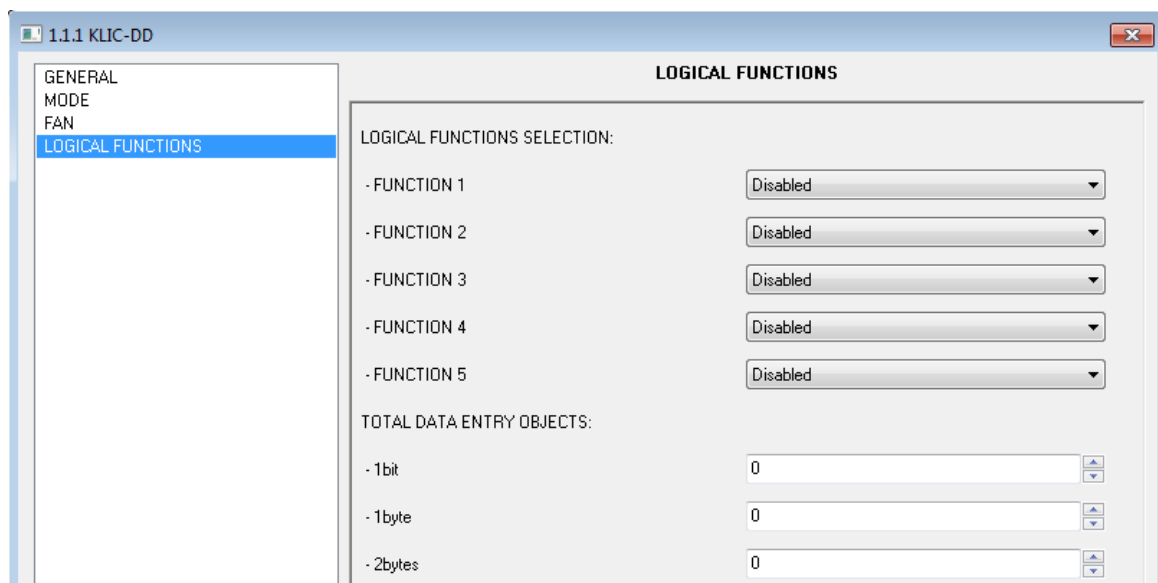 1.1.1 KLIC-DD
GENERAL
MODE
FAN
LOGICAL FUNCTIONS
LOGICAL FUNCTIONS
LOGICAL FUNCTIONS SELECTION:
- FUNCTION 1 Disabled
- FUNCTION 2 Disabled
- FUNCTION 3 Disabled
- FUNCTION 4 Disabled
- FUNCTION 5 Disabled
TOTAL DATA ENTRY OBJECTS:
- 1bit 0
- 1byte 0
- 2bytes 0